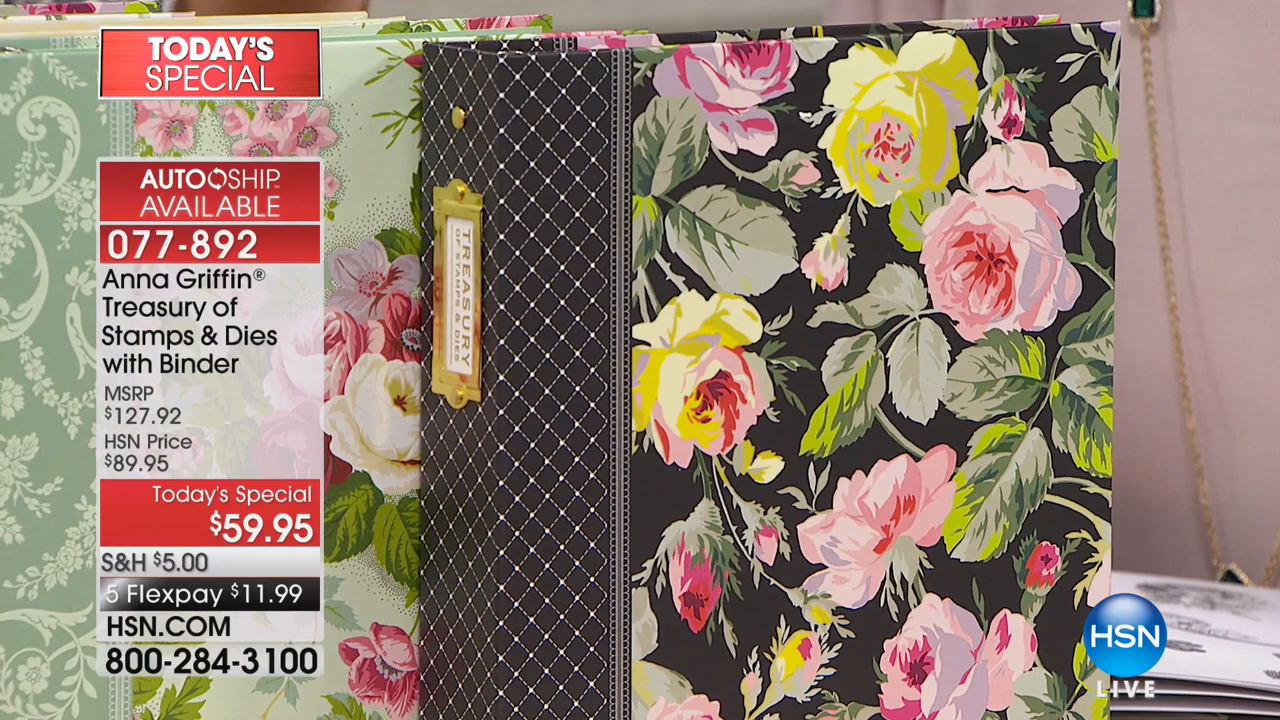 TODAY'S
SPECIAL
AUTOSHIP™
AVAILABLE
077-892
Anna Griffin®
Treasury of
Stamps & Dies
with Binder
MSRP
$127.92
HSN Price
$89.95
Today's Special
$59.95
S&H $5.00
5 Flexpay $11.99
HSN.COM
800-284-3100
TREASURY
OF STAMPS & DIES
HSN
LIVE